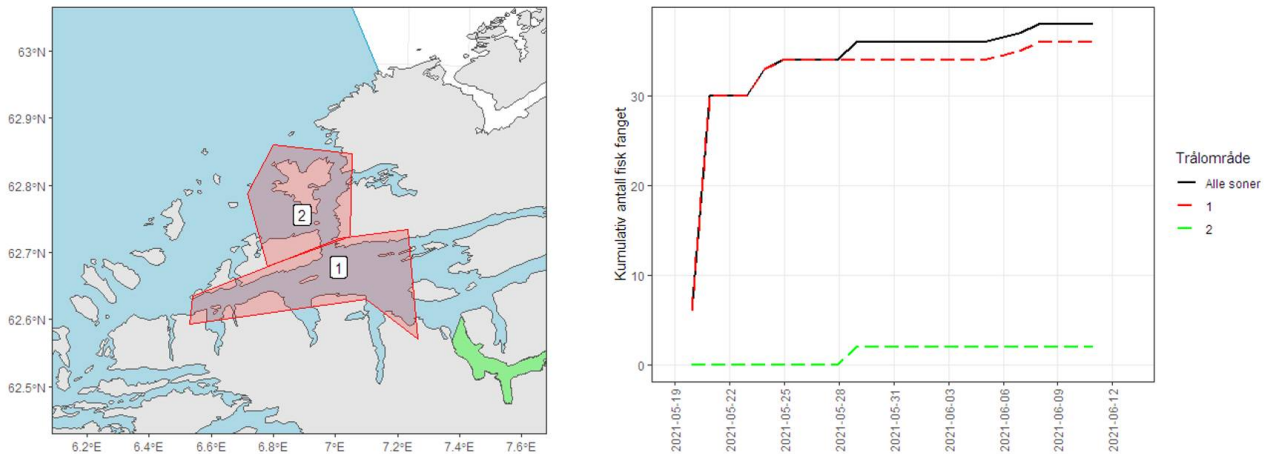 63°N
62.9°N
62.8°N
62.7°N
62.6°N
62.5°N
2
1
6.2°E
6.4°E
6.6°E
6.8°E
7°E
7.2°E
7.4°E
7.6°E
Kumulativ antall fisk fanget
30
20
10
0
2021-05-19
2021-05-22
2021-05-25
2021-05-28
2021-05-31
2021-06-03
2021-06-06
2021-06-09
2021-06-12
Trålområde
Alle soner
1
2